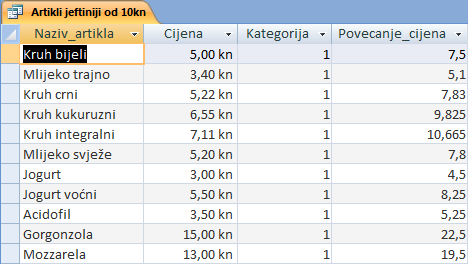 Artikli jeftiniji od 10kn
Naziv_artikla Cijena Kategorija Povecanje_cijena
Kruh bijeli 5,00 kn 1 7,5
Mlijeko trajno 3,40 kn 1 5,1
Kruh crni 5,22 kn 1 7,83
Kruh kukuruzni 6,55 kn 1 9,825
Kruh integralni 7,11 kn 1 10,665
Mlijeko svježe 5,20 kn 1 7,8
Jogurt 3,00 kn 1 4,5
Jogurt voćni 5,50 kn 1 8,25
Acidofil 3,50 kn 1 5,25
Gorgonzola 15,00 kn 1 22,5
Mozzarela 13,00 kn 1 19,5